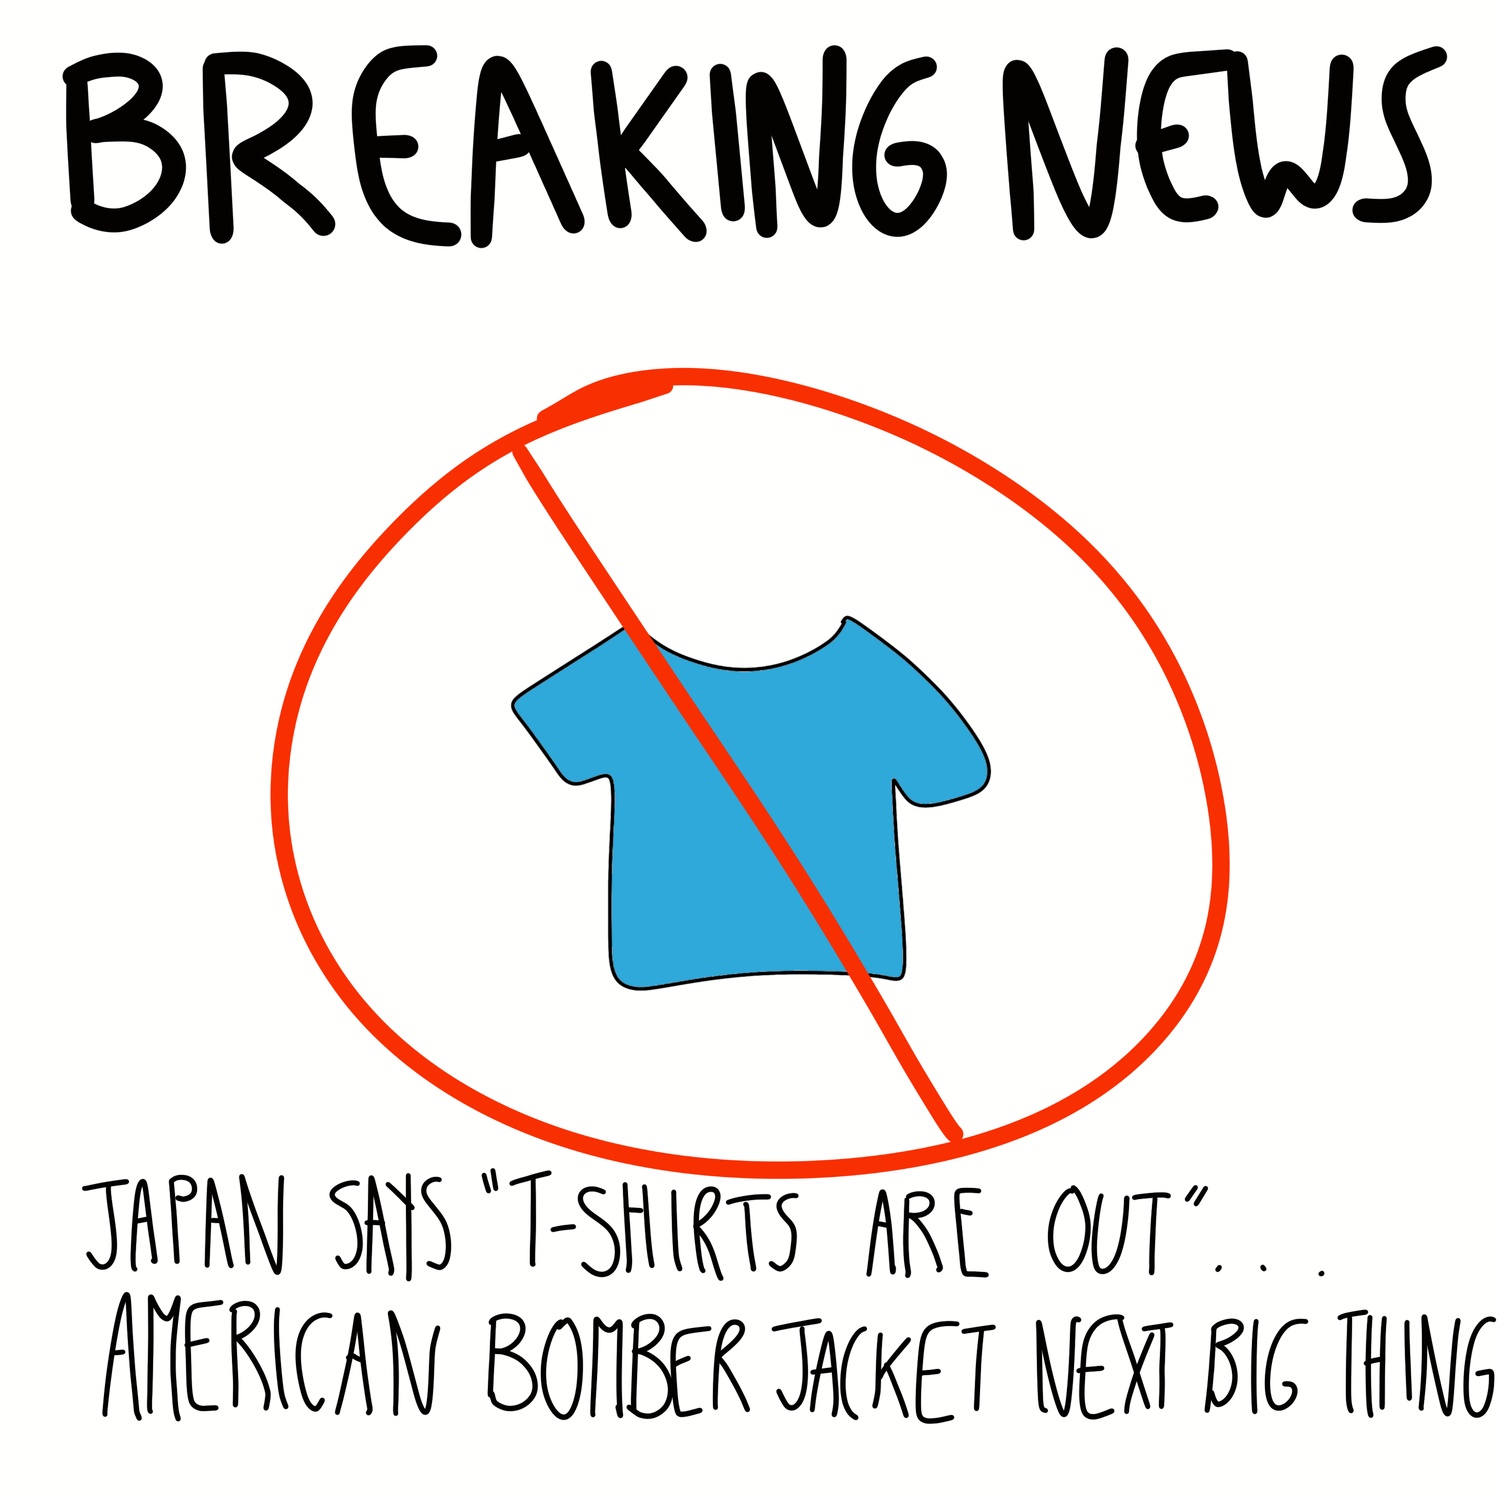 BREAKING NEWS
JAPAN SAYS "T-SHIRTS ARE OUT"...
AMERICAN BOMBER JACKET NEXT BIG THING